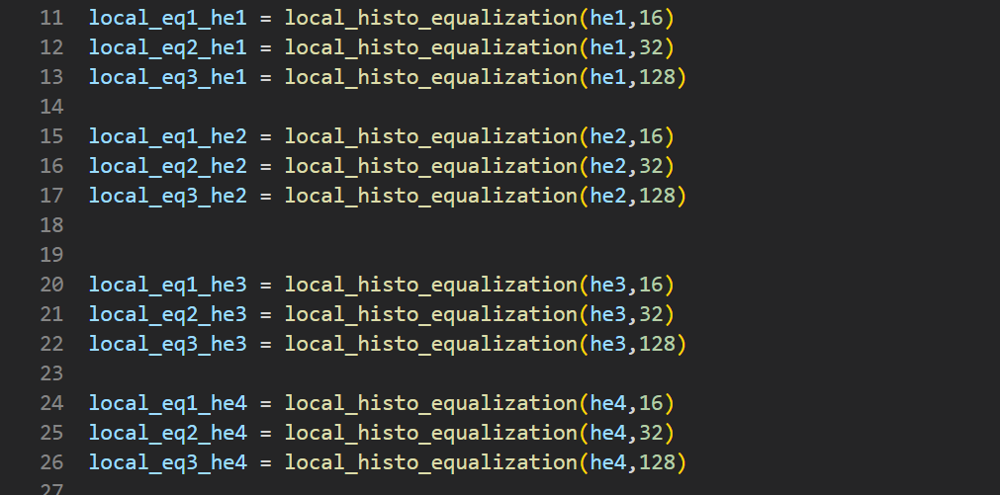 11 local_eq1_he1 = local_histo_equalization(he1,16)
12 local_eq2_he1 = local_histo_equalization(he1,32)
13 local_eq3_he1 = local_histo_equalization(he1,128)
14
15 local_eq1_he2 = local_histo_equalization(he2,16)
16 local_eq2_he2 = local_histo_equalization(he2,32)
17 local_eq3_he2 = local_histo_equalization(he2,128)
18
19
20 local_eq1_he3 = local_histo_equalization(he3,16)
21 local_eq2_he3 = local_histo_equalization(he3,32)
22 local_eq3_he3 = local_histo_equalization(he3,128)
23
24 local_eq1_he4 = local_histo_equalization(he4,16)
25 local_eq2_he4 = local_histo_equalization(he4,32)
26 local_eq3_he4 = local_histo_equalization(he4,128)
27